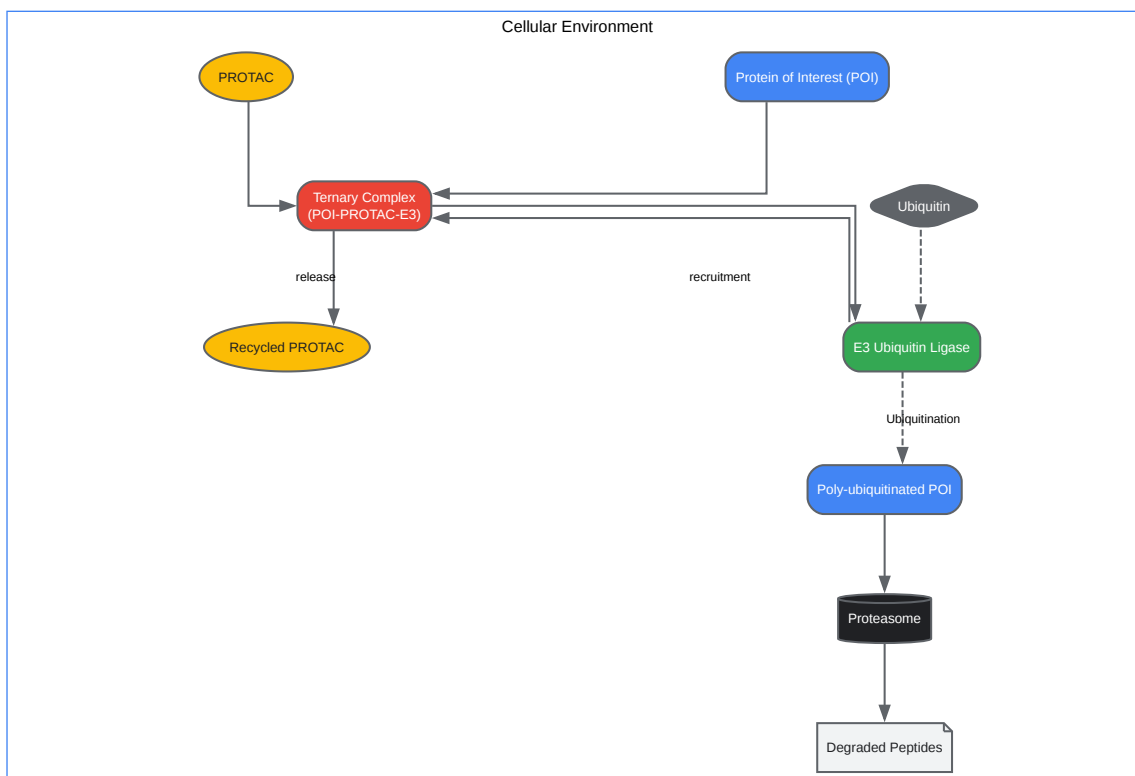 Cellular Environment
PROTAC
Protein of Interest (POI)
Ternary Complex
(POI-PROTAC-E3)
Ubiquitin
release
recruitment
Recycled PROTAC
E3 Ubiquitin Ligase
Ubiquitination
Poly-ubiquitinated POI
Proteasome
Degraded Peptides